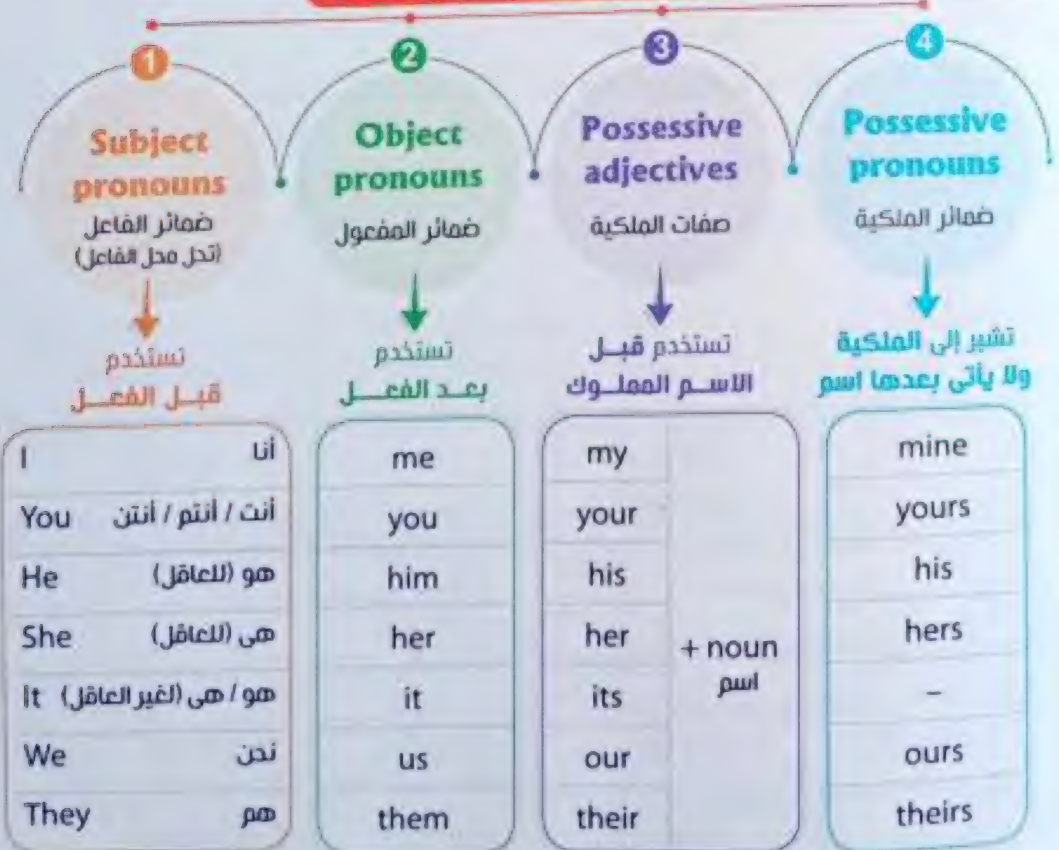 1
Subject
pronouns
ضمائر الفاعل
(تحل محل الفاعل)
تستخدم
قبل الفعل
2
Object
pronouns
ضمائر المفعول
تستخدم
بعد الفعل
3
Possessive
adjectives
صفات الملكية
تستخدم قبل
الاسم المملوك
4
Possessive
pronouns
ضمائر الملكية
تشير إلى الملكية
ولا يأتى بعدها اسم
I أنا
You أنت / أنتم / أنتن
He هو (للعاقل)
She هى (للعاقل)
It هو / هى (لغير العاقل)
We نحن
They هم
me
you
him
her
it
us
them
my
your
his
her
its
our
their
+ noun
اسم
mine
yours
his
hers
–
ours
theirs